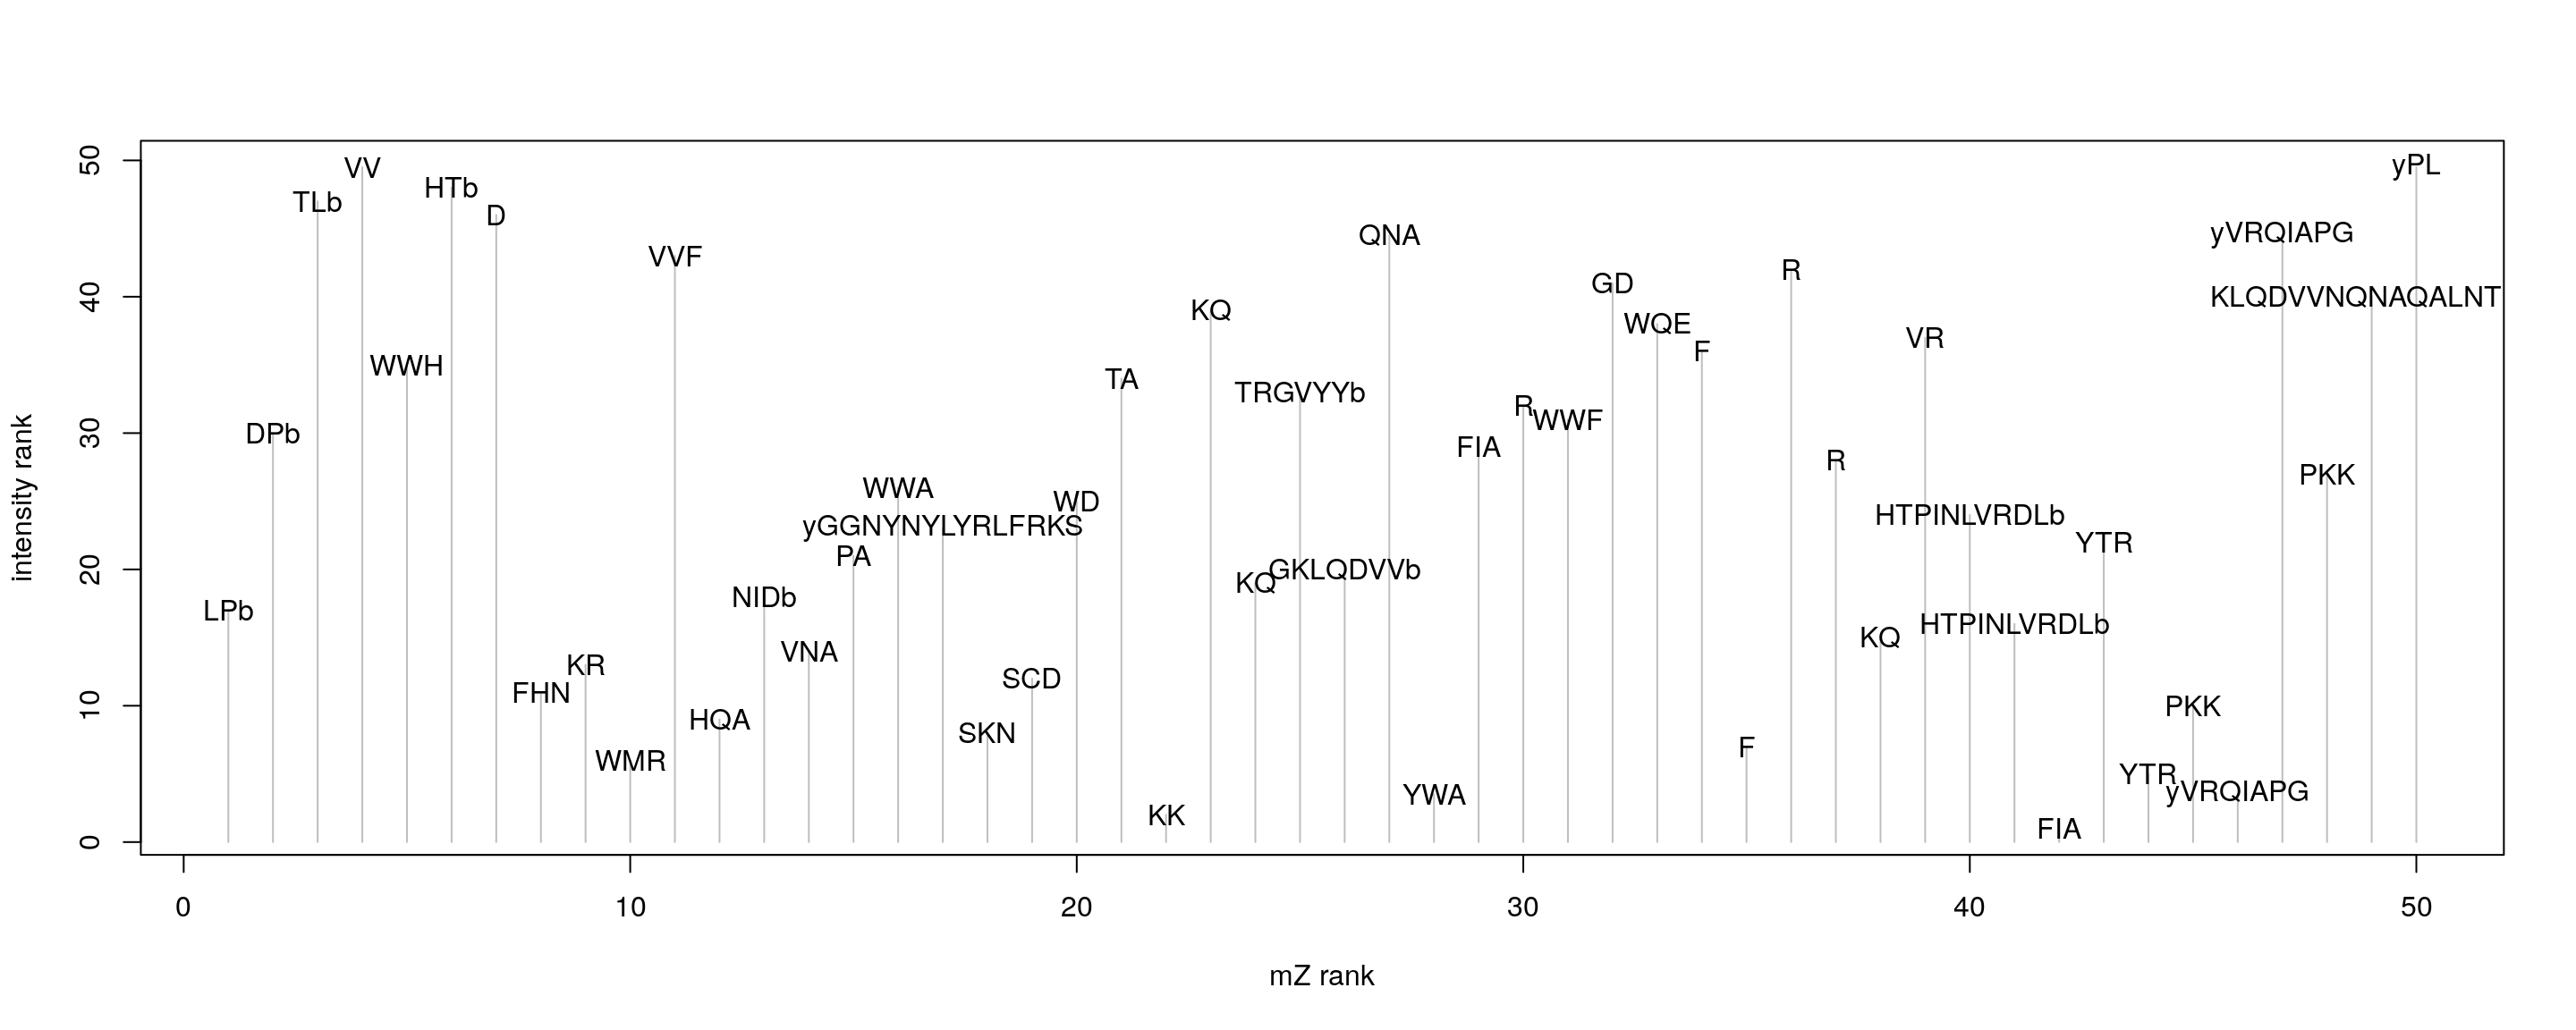 50
VV
yPL
HTb
TLb
D
yVRQIAPG
QNA
VVF
R
GD
40
KLQDVVNQNAQALNT
KQ
WQE
VR
F
WWH
TA
TRGVYYb
R
WWF
30
DPb
FIA
R
PKK
WWA
WD
HTPINLVRDLb
yGGNYNYLYRLFRKS
YTR
PA
20
GKLQDVVb
KQ
NIDb
LPb
HTPINLVRDLb
KQ
VNA
KR
SCD
FHN
10
PKK
HQA
SKN
F
WMR
YTR
yVRQIAPG
YWA
KK
FIA
0
intensity rank
0 10 20 30 40 50
mZ rank